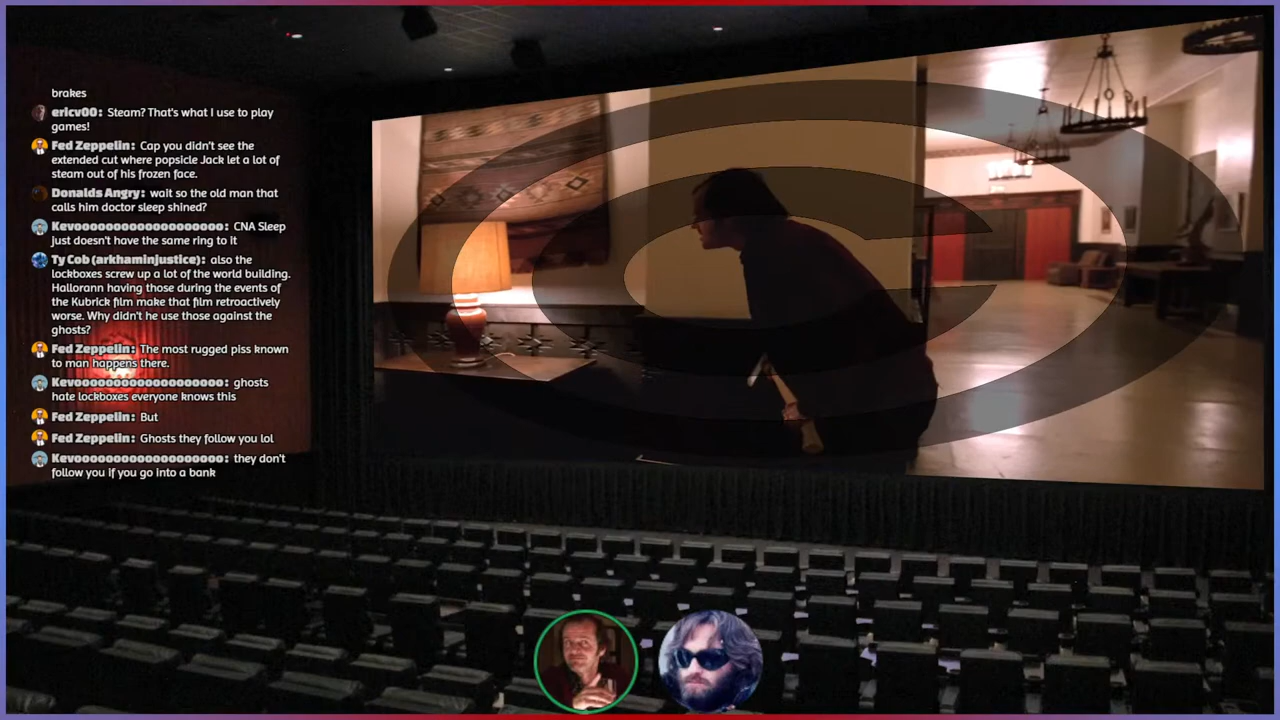 brakes
ericv00: Steam? That's what I use to play
games!
Fed Zeppelin: Cap you didn't see the
extended cut where popsicle Jack let a lot of
steam out of his frozen face.
Donalds Angry: wait so the old man that
calls him doctor sleep shined?
Kevooooooooooooooooooo: CNA Sleep
just doesn't have the same ring to it
Ty Cob (arkhaminjustice): also the
lockboxes screw up a lot of the world building.
Hallorann having those during the events of
the Kubrick film make that film retroactively
worse. Why didn't he use those against the
ghosts?
Fed Zeppelin: The most rugged piss known
to man happens there.
Kevooooooooooooooooooo: ghosts
hate lockboxes everyone knows this
Fed Zeppelin: But
Fed Zeppelin: Ghosts they follow you lol
Kevooooooooooooooooooo: they don't
follow you if you go into a bank